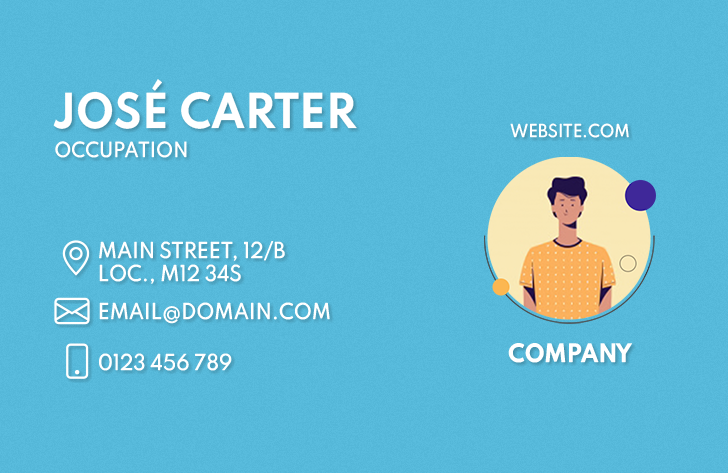 JOSÉ CARTER
OCCUPATION
MAIN STREET, 12/B
LOC., M12 34S
EMAIL@DOMAIN.COM
0123 456 789
WEBSITE.COM
COMPANY